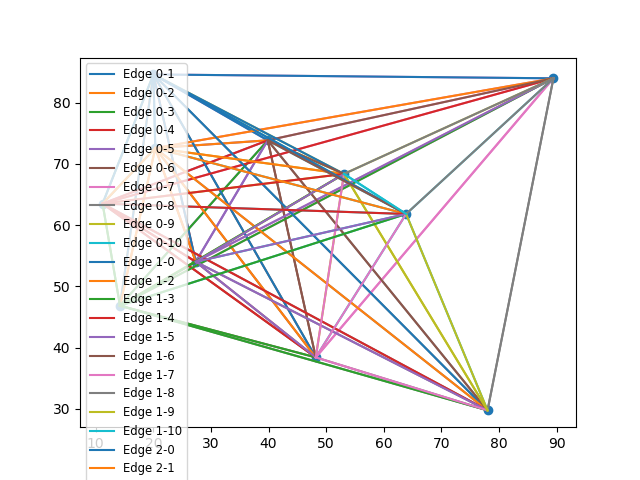 Edge 0-1
Edge 0-2
Edge 0-3
Edge 0-4
Edge 0-5
Edge 0-6
Edge 0-7
Edge 0-8
Edge 0-9
Edge 0-10
Edge 1-0
Edge 1-2
Edge 1-3
Edge 1-4
Edge 1-5
Edge 1-6
Edge 1-7
Edge 1-8
Edge 1-9
Edge 1-10
Edge 2-0
Edge 2-1
80
70
60
50
40
30
10 20 30 40 50 60 70 80 90